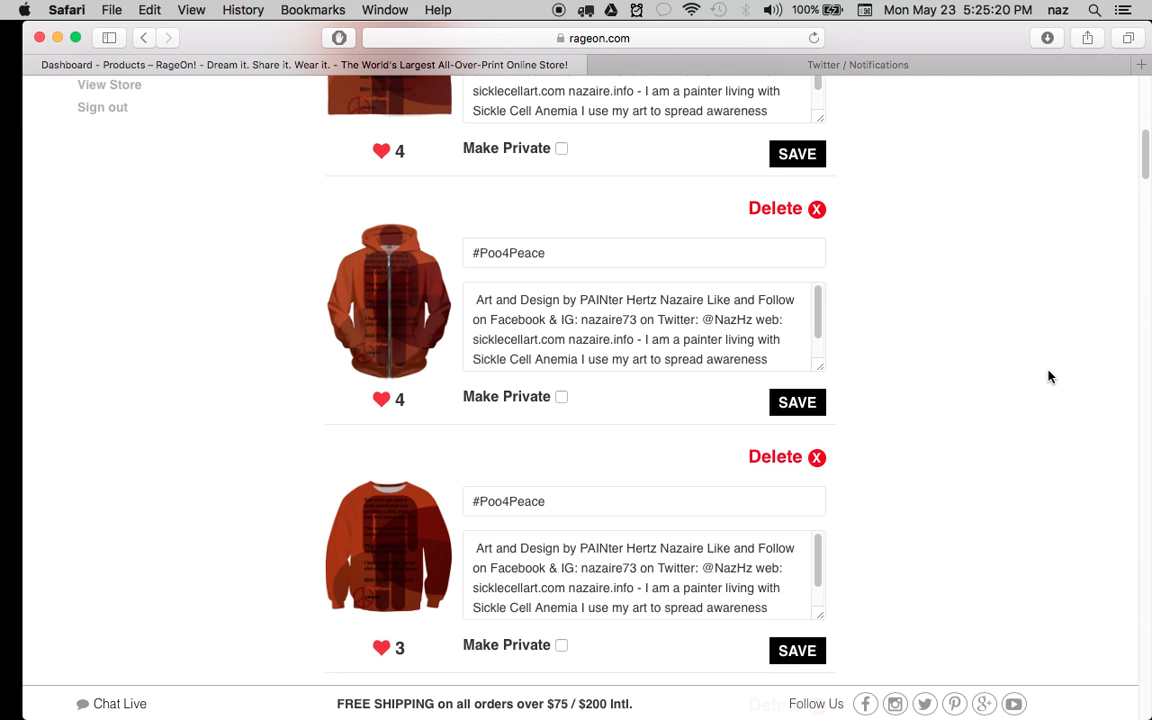 Safari File Edit View History Bookmarks Window Help 100% Mon May 23 5:25:20 PM naz
rageon.com
Dashboard - Products – RageOn! - Dream it. Share it. Wear it. - The World's Largest All-Over-Print Online Store! Twitter / Notifications
View Store
Sign out
sicklecellart.com nazaire.info - I am a painter living with
Sickle Cell Anemia I use my art to spread awareness
4 Make Private SAVE
Delete X
#Poo4Peace
Art and Design by PAINter Hertz Nazaire Like and Follow
on Facebook & IG: nazaire73 on Twitter: @NazHz web:
sicklecellart.com nazaire.info - I am a painter living with
Sickle Cell Anemia I use my art to spread awareness
4 Make Private SAVE
Delete X
#Poo4Peace
Art and Design by PAINter Hertz Nazaire Like and Follow
on Facebook & IG: nazaire73 on Twitter: @NazHz web:
sicklecellart.com nazaire.info - I am a painter living with
Sickle Cell Anemia I use my art to spread awareness
3 Make Private SAVE
Chat Live FREE SHIPPING on all orders over $75 / $200 Intl. Delete Follow Us